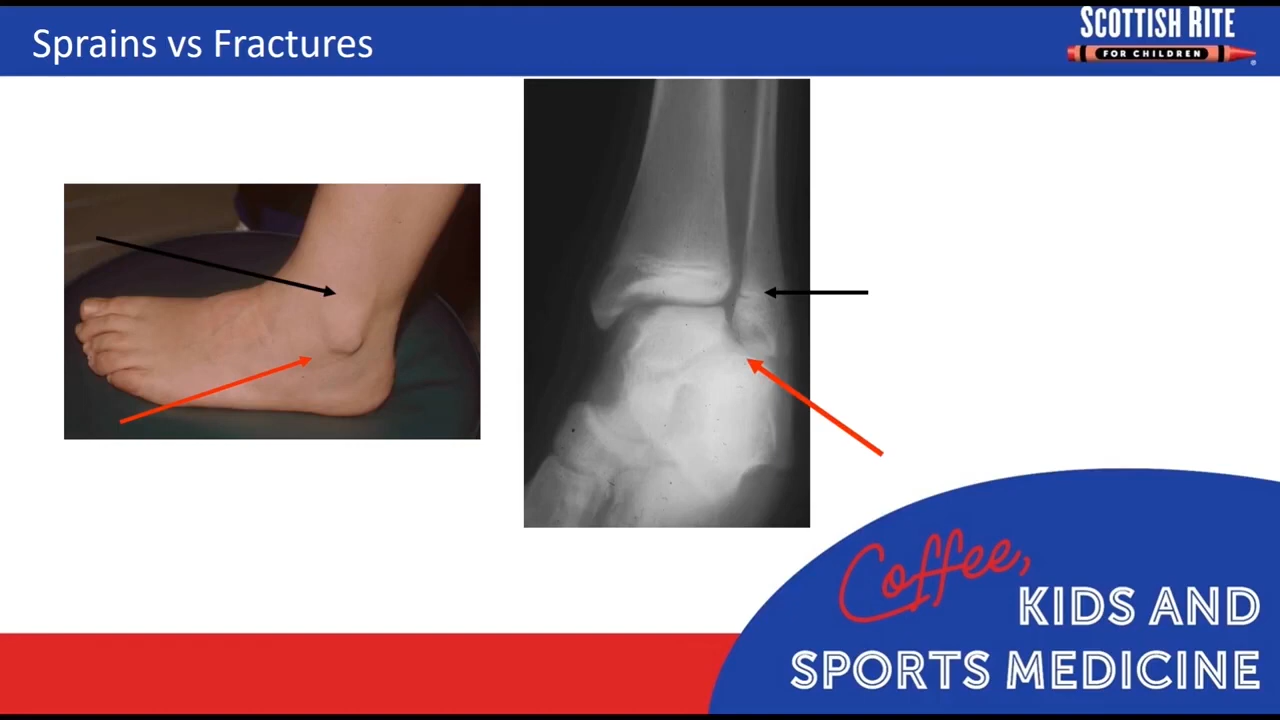 Sprains vs Fractures
SCOTTISH RITE
FOR CHILDREN
®
Coffee,
KIDS AND
SPORTS MEDICINE